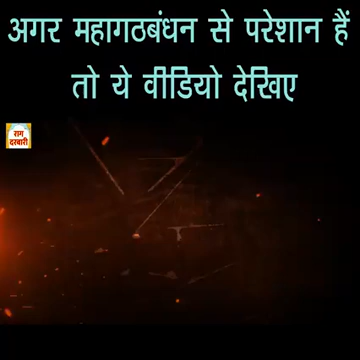 अगर महागठबंधन से परेशान हैं
तो ये वीडियो देखिए
राग
दरबारी